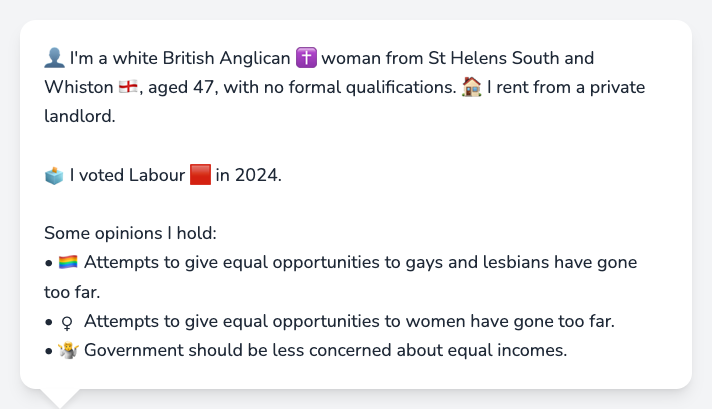 👤 I'm a white British Anglican ✝️ woman from St Helens South and
Whiston 🏴󠁧󠁢󠁥󠁮󠁧󠁿, aged 47, with no formal qualifications. 🏠 I rent from a private
landlord.
🗳️ I voted Labour 🟥 in 2024.
Some opinions I hold:
• 🏳️‍🌈 Attempts to give equal opportunities to gays and lesbians have gone
too far.
• ♀ Attempts to give equal opportunities to women have gone too far.
• 🤷 Government should be less concerned about equal incomes.